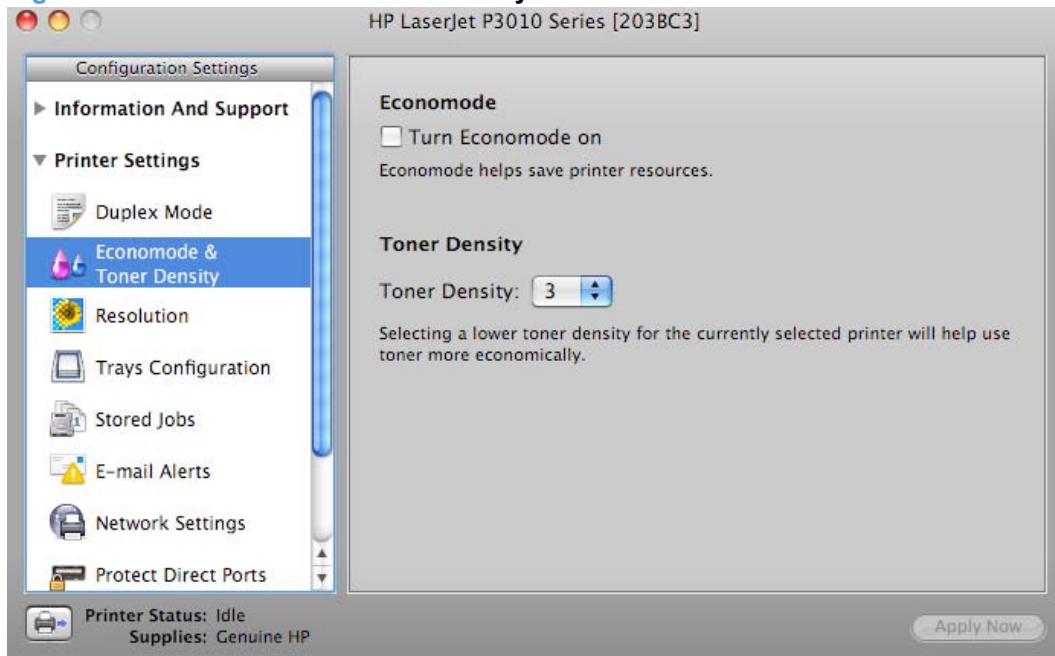 HP LaserJet P3010 Series [203BC3]
Configuration Settings
Information And Support
Printer Settings
Duplex Mode
Economode &
Toner Density
Resolution
Trays Configuration
Stored Jobs
E-mail Alerts
Network Settings
Protect Direct Ports
Economode
Turn Economode on
Economode helps save printer resources.
Toner Density
Toner Density: 3
Selecting a lower toner density for the currently selected printer will help use
toner more economically.
Printer Status: Idle
Supplies: Genuine HP
Apply Now